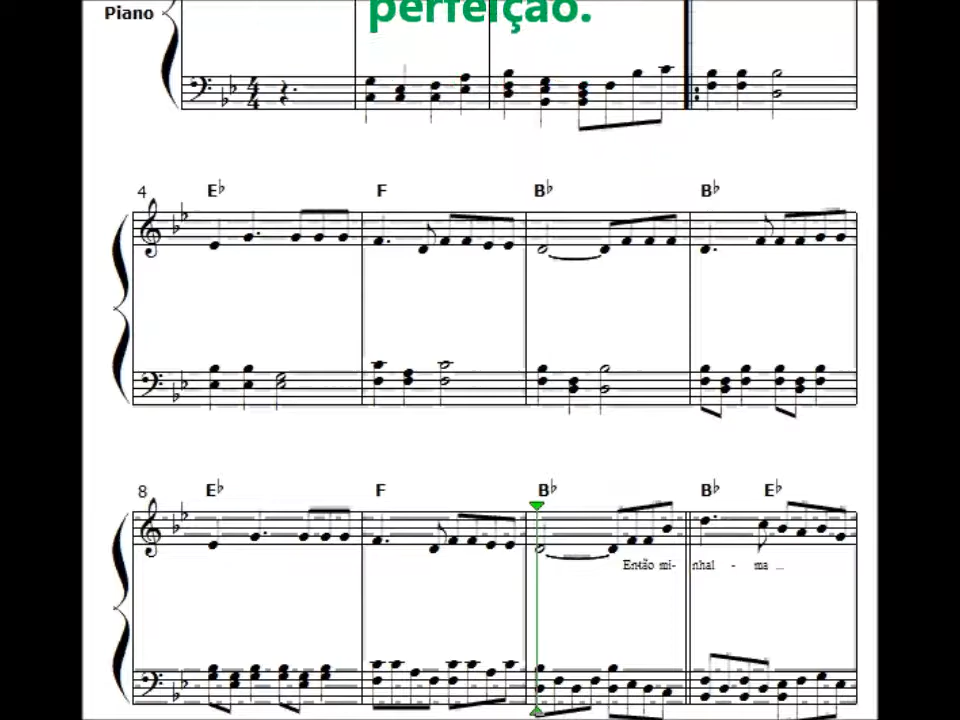 perfeição.
Piano
4 E♭ F B♭ B♭
8 E♭ F B♭ B♭ E♭
Então mi- nhal - ma ...